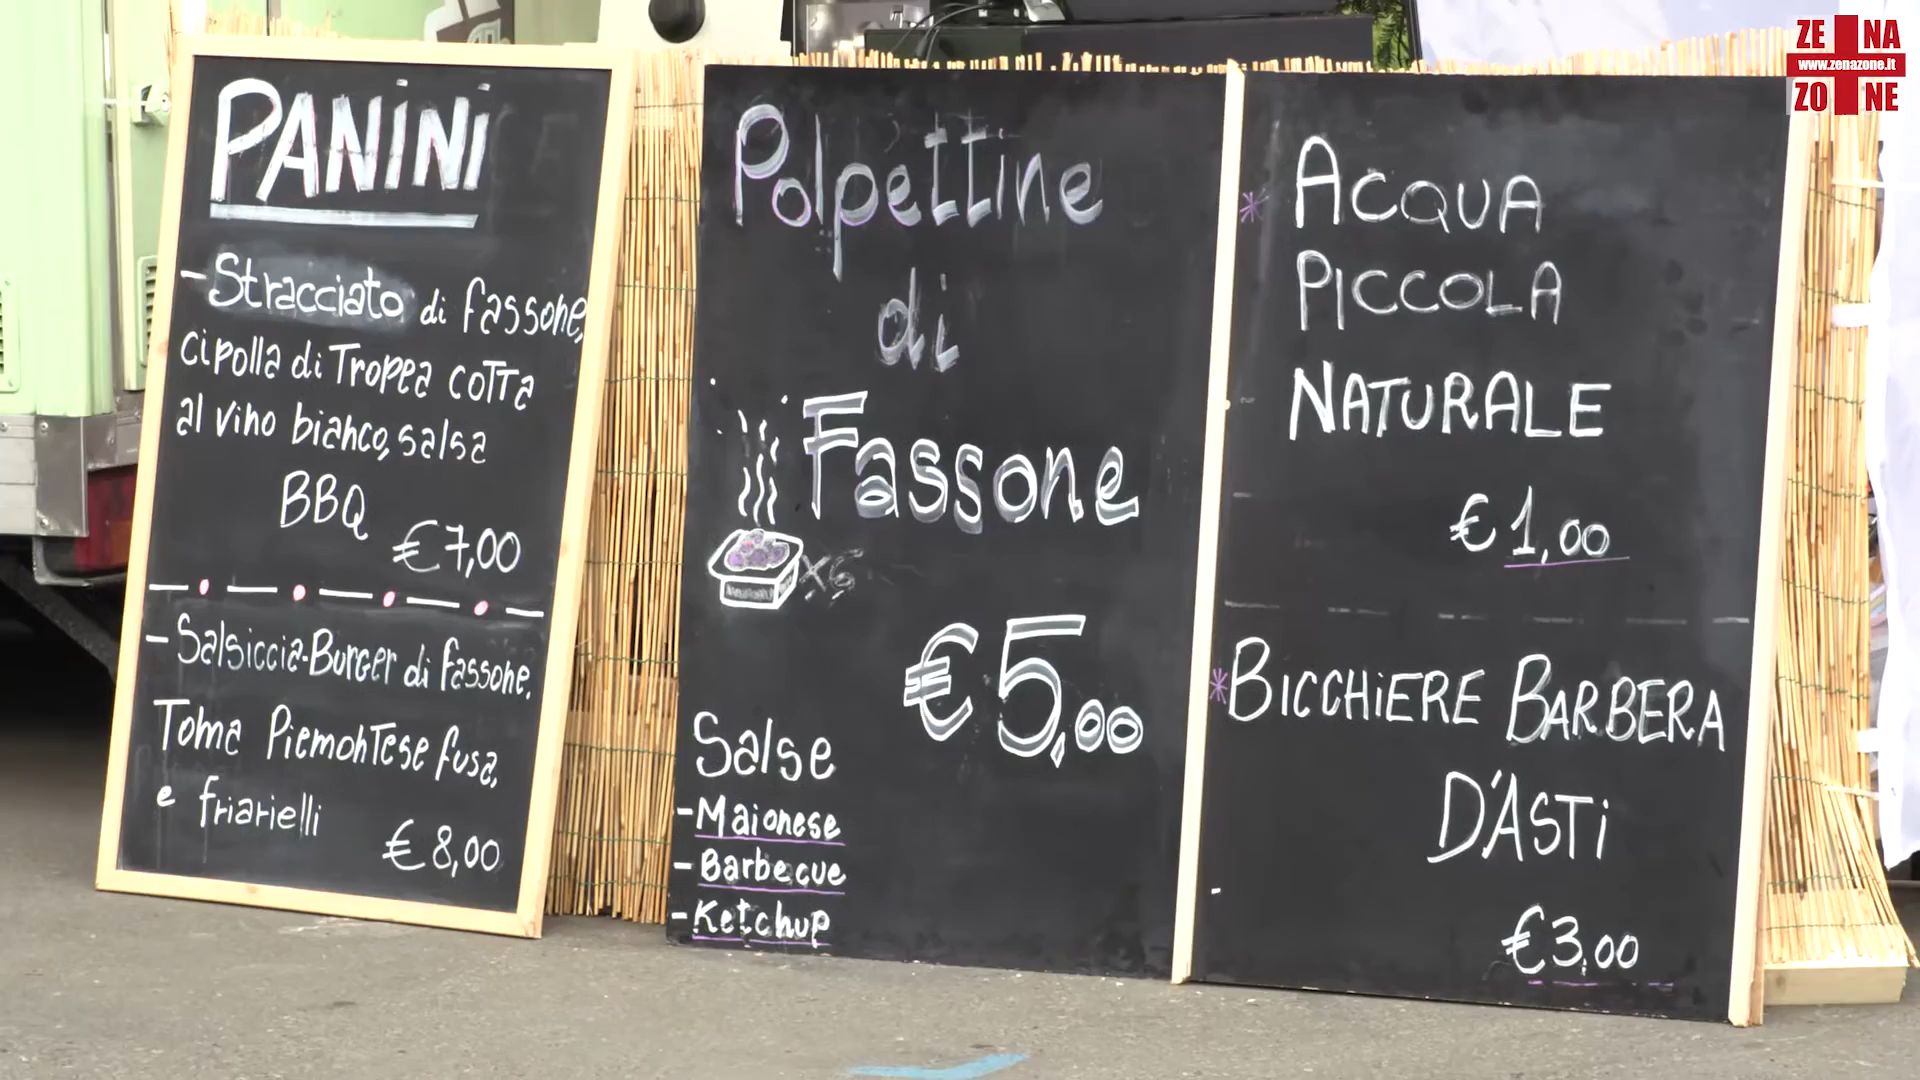 PANINI
- Stracciato di fassone,
cipolla di Tropea cotta
al vino bianco, salsa
BBQ
€7,00
- Salsiccia-Burger di fassone.
Toma Piemontese fusa,
e friarielli
€8,00
Polpettine
di
Fassone
x6
€5,00
Salse
- Maionese
- Barbecue
- Ketchup
* ACQUA
PICCOLA
NATURALE
€1,00
* BICCHIERE BARBERA
D'ASTi
€3,00
ZE NA
www.zenazone.it
ZO NE